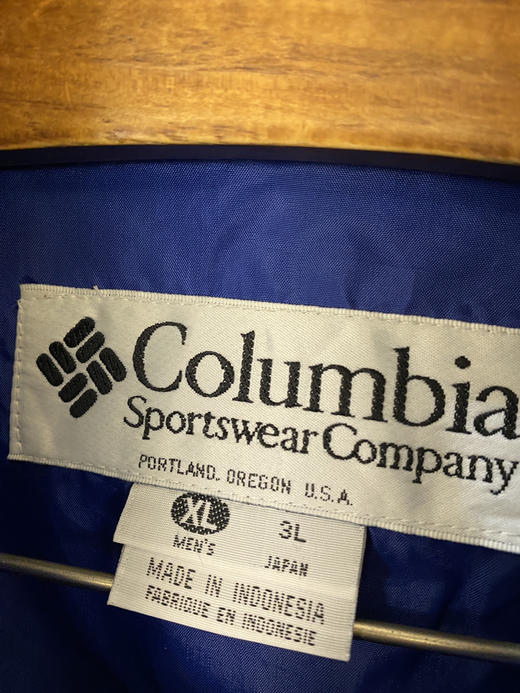 Columbia
Sportswear Company
PORTLAND, OREGON U.S.A.
XL 3L
MEN'S JAPAN
MADE IN INDONESIA
FABRIQUE EN INDONESIE